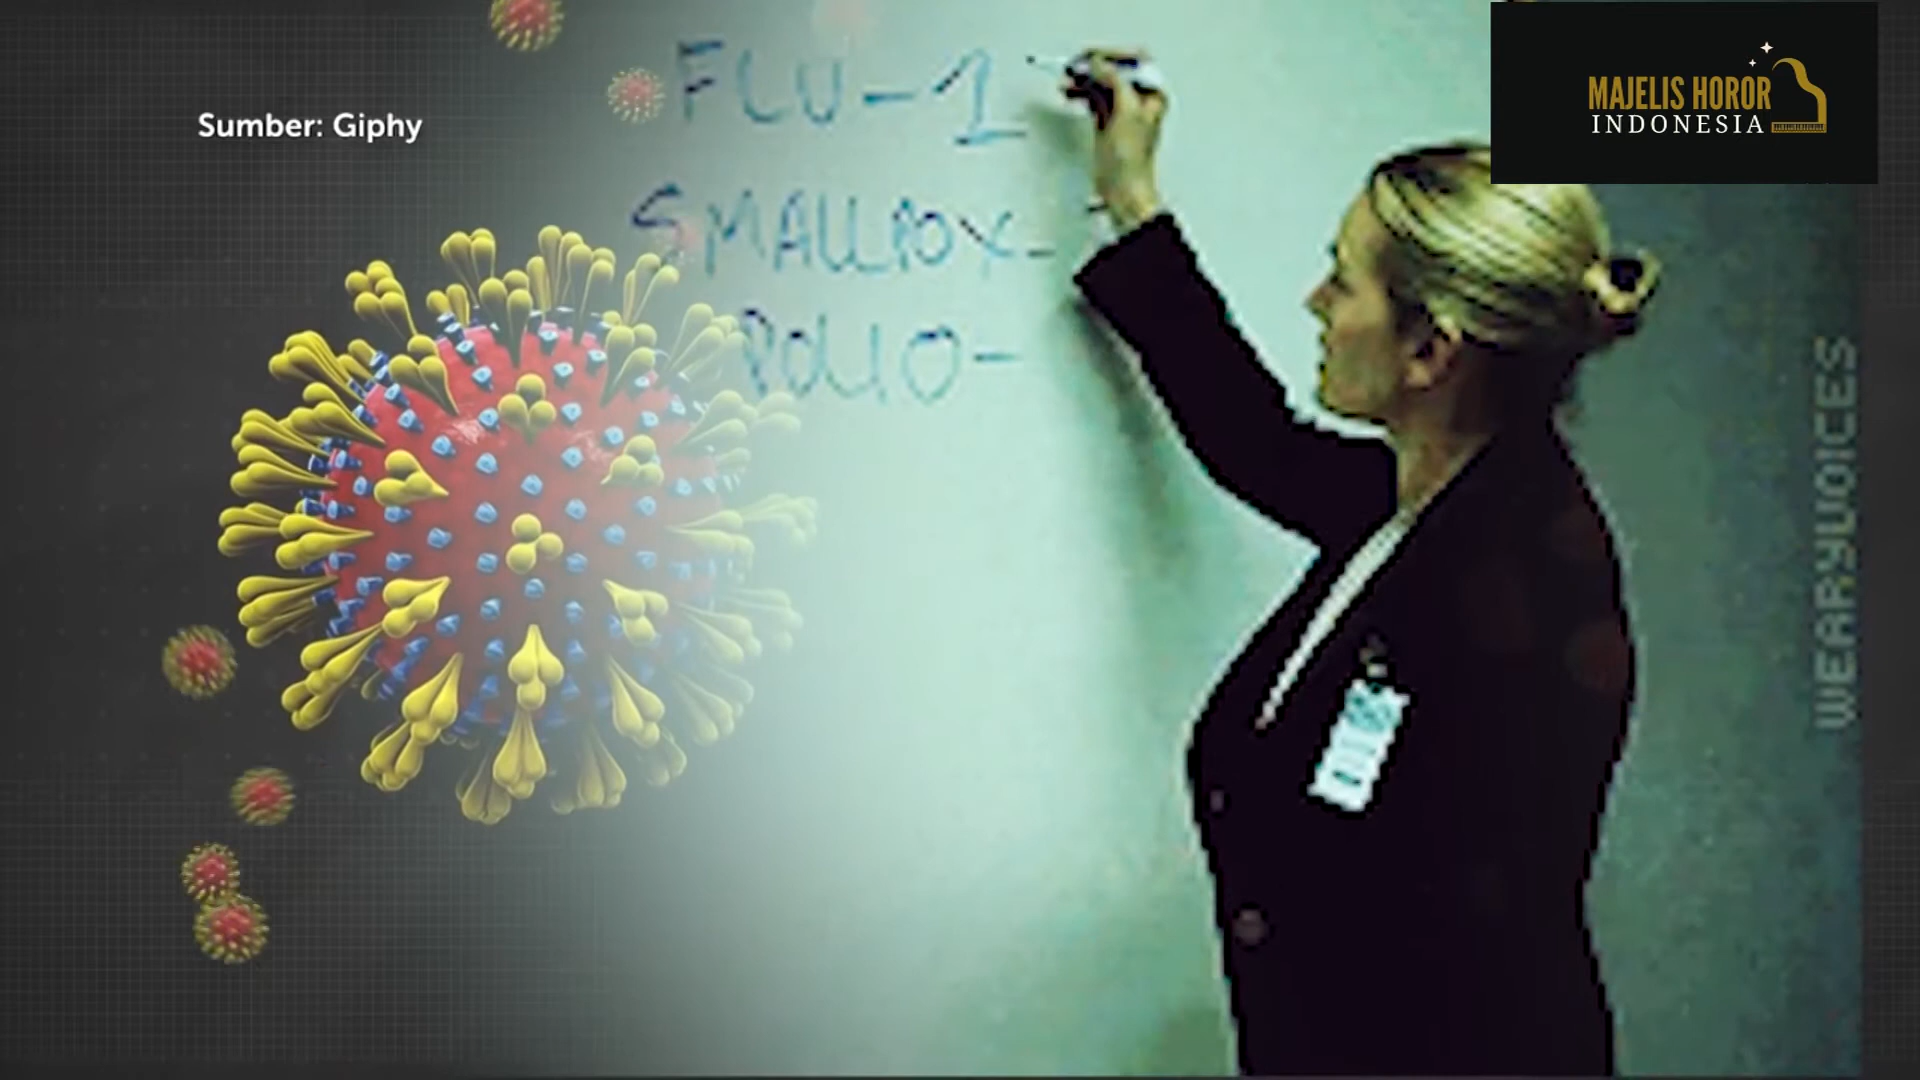 Sumber: Giphy
FLU-1
SMALLPOX-
POLIO-
MAJELIS HOROR
INDONESIA
WEARYVOICES